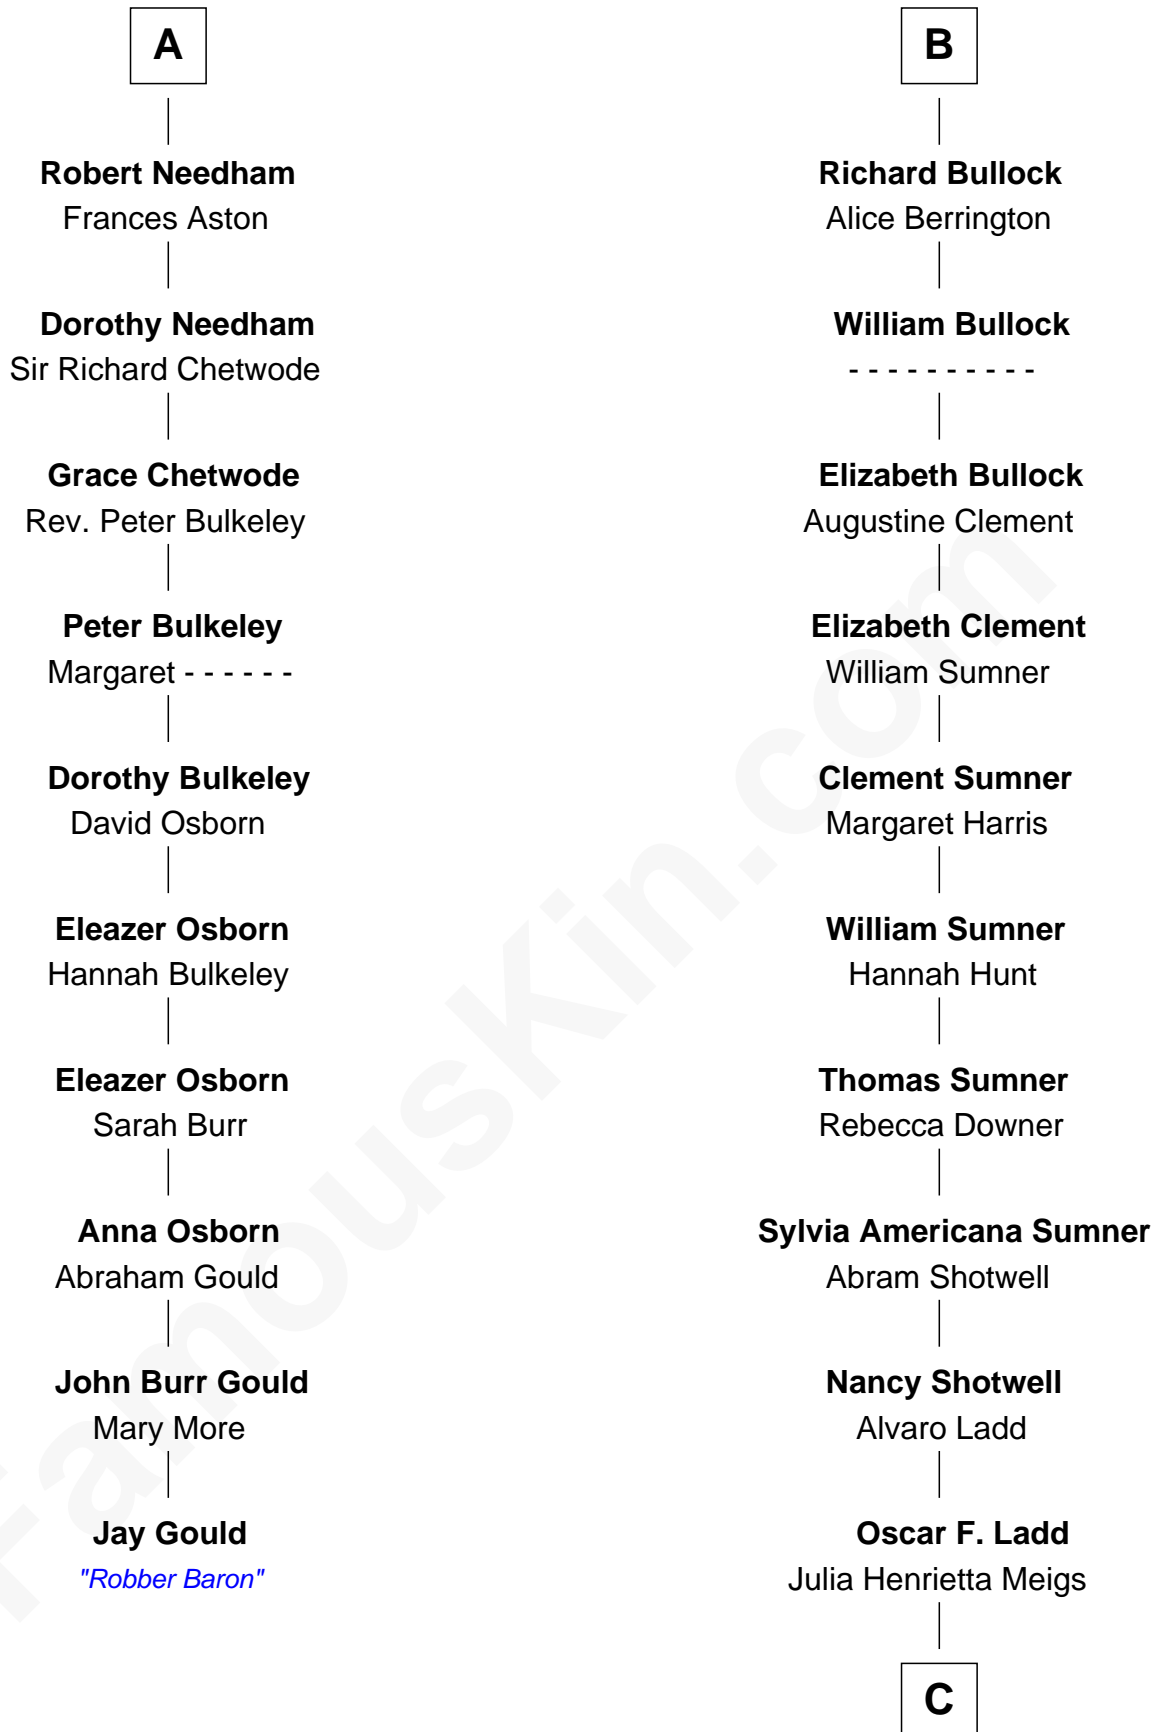 A
Robert Needham
Frances Aston
Dorothy Needham
Sir Richard Chetwode
Grace Chetwode
Rev. Peter Bulkeley
Peter Bulkeley
Margaret - - - - - -
Dorothy Bulkeley
David Osborn
Eleazer Osborn
Hannah Bulkeley
Eleazer Osborn
Sarah Burr
Anna Osborn
Abraham Gould
John Burr Gould
Mary More
Jay Gould
"Robber Baron"
B
Richard Bullock
Alice Berrington
William Bullock
- - - - - - - - - -
Elizabeth Bullock
Augustine Clement
Elizabeth Clement
William Sumner
Clement Sumner
Margaret Harris
William Sumner
Hannah Hunt
Thomas Sumner
Rebecca Downer
Sylvia Americana Sumner
Abram Shotwell
Nancy Shotwell
Alvaro Ladd
Oscar F. Ladd
Julia Henrietta Meigs
C
FamousKin.com